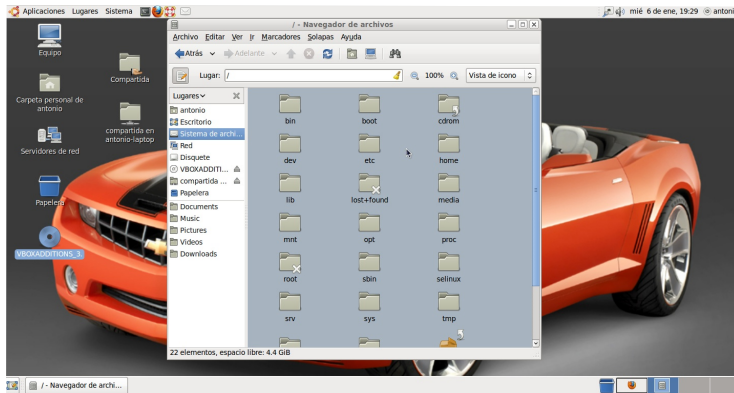 Aplicaciones Lugares Sistema
mié 6 de ene, 19:29 antoni
Equipo
Compartida
Carpeta personal de
antonio
compartida en
antonio-laptop
Servidores de red
Papelera
VBOXADDITIONS_3.
/ - Navegador de archivos
Archivo Editar Ver Ir Marcadores Solapas Ayuda
Atrás Adelante
Lugar: / 100% Vista de icono
Lugares
antonio
Escritorio
Sistema de archi...
Red
Disquete
VBOXADDITI...
compartida ...
Papelera
Documents
Music
Pictures
Videos
Downloads
bin boot cdrom
dev etc home
lib lost+found media
mnt opt proc
root sbin selinux
srv sys tmp
22 elementos, espacio libre: 4.4 GiB
/ - Navegador de archi...